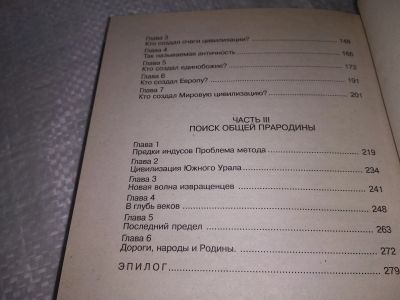 Глава 3
Кто создал очаги цивилизации? 148
Глава 4
Так называемая античность 166
Глава 5
Кто создал единобожие? 173
Глава 6
Кто создал Европу? 191
Глава 7
Кто создал Мировую цивилизацию? 201
ЧАСТЬ III
ПОИСК ОБЩЕЙ ПРАРОДИНЫ
Глава 1
Предки индусов Проблема метода 219
Глава 2
Цивилизация Южного Урала 234
Глава 3
Новая волна извращенцев 241
Глава 4
В глубь веков 248
Глава 5
Последний предел 263
Глава 6
Дороги, народы и Родины. 272
ЭПИЛОГ 279